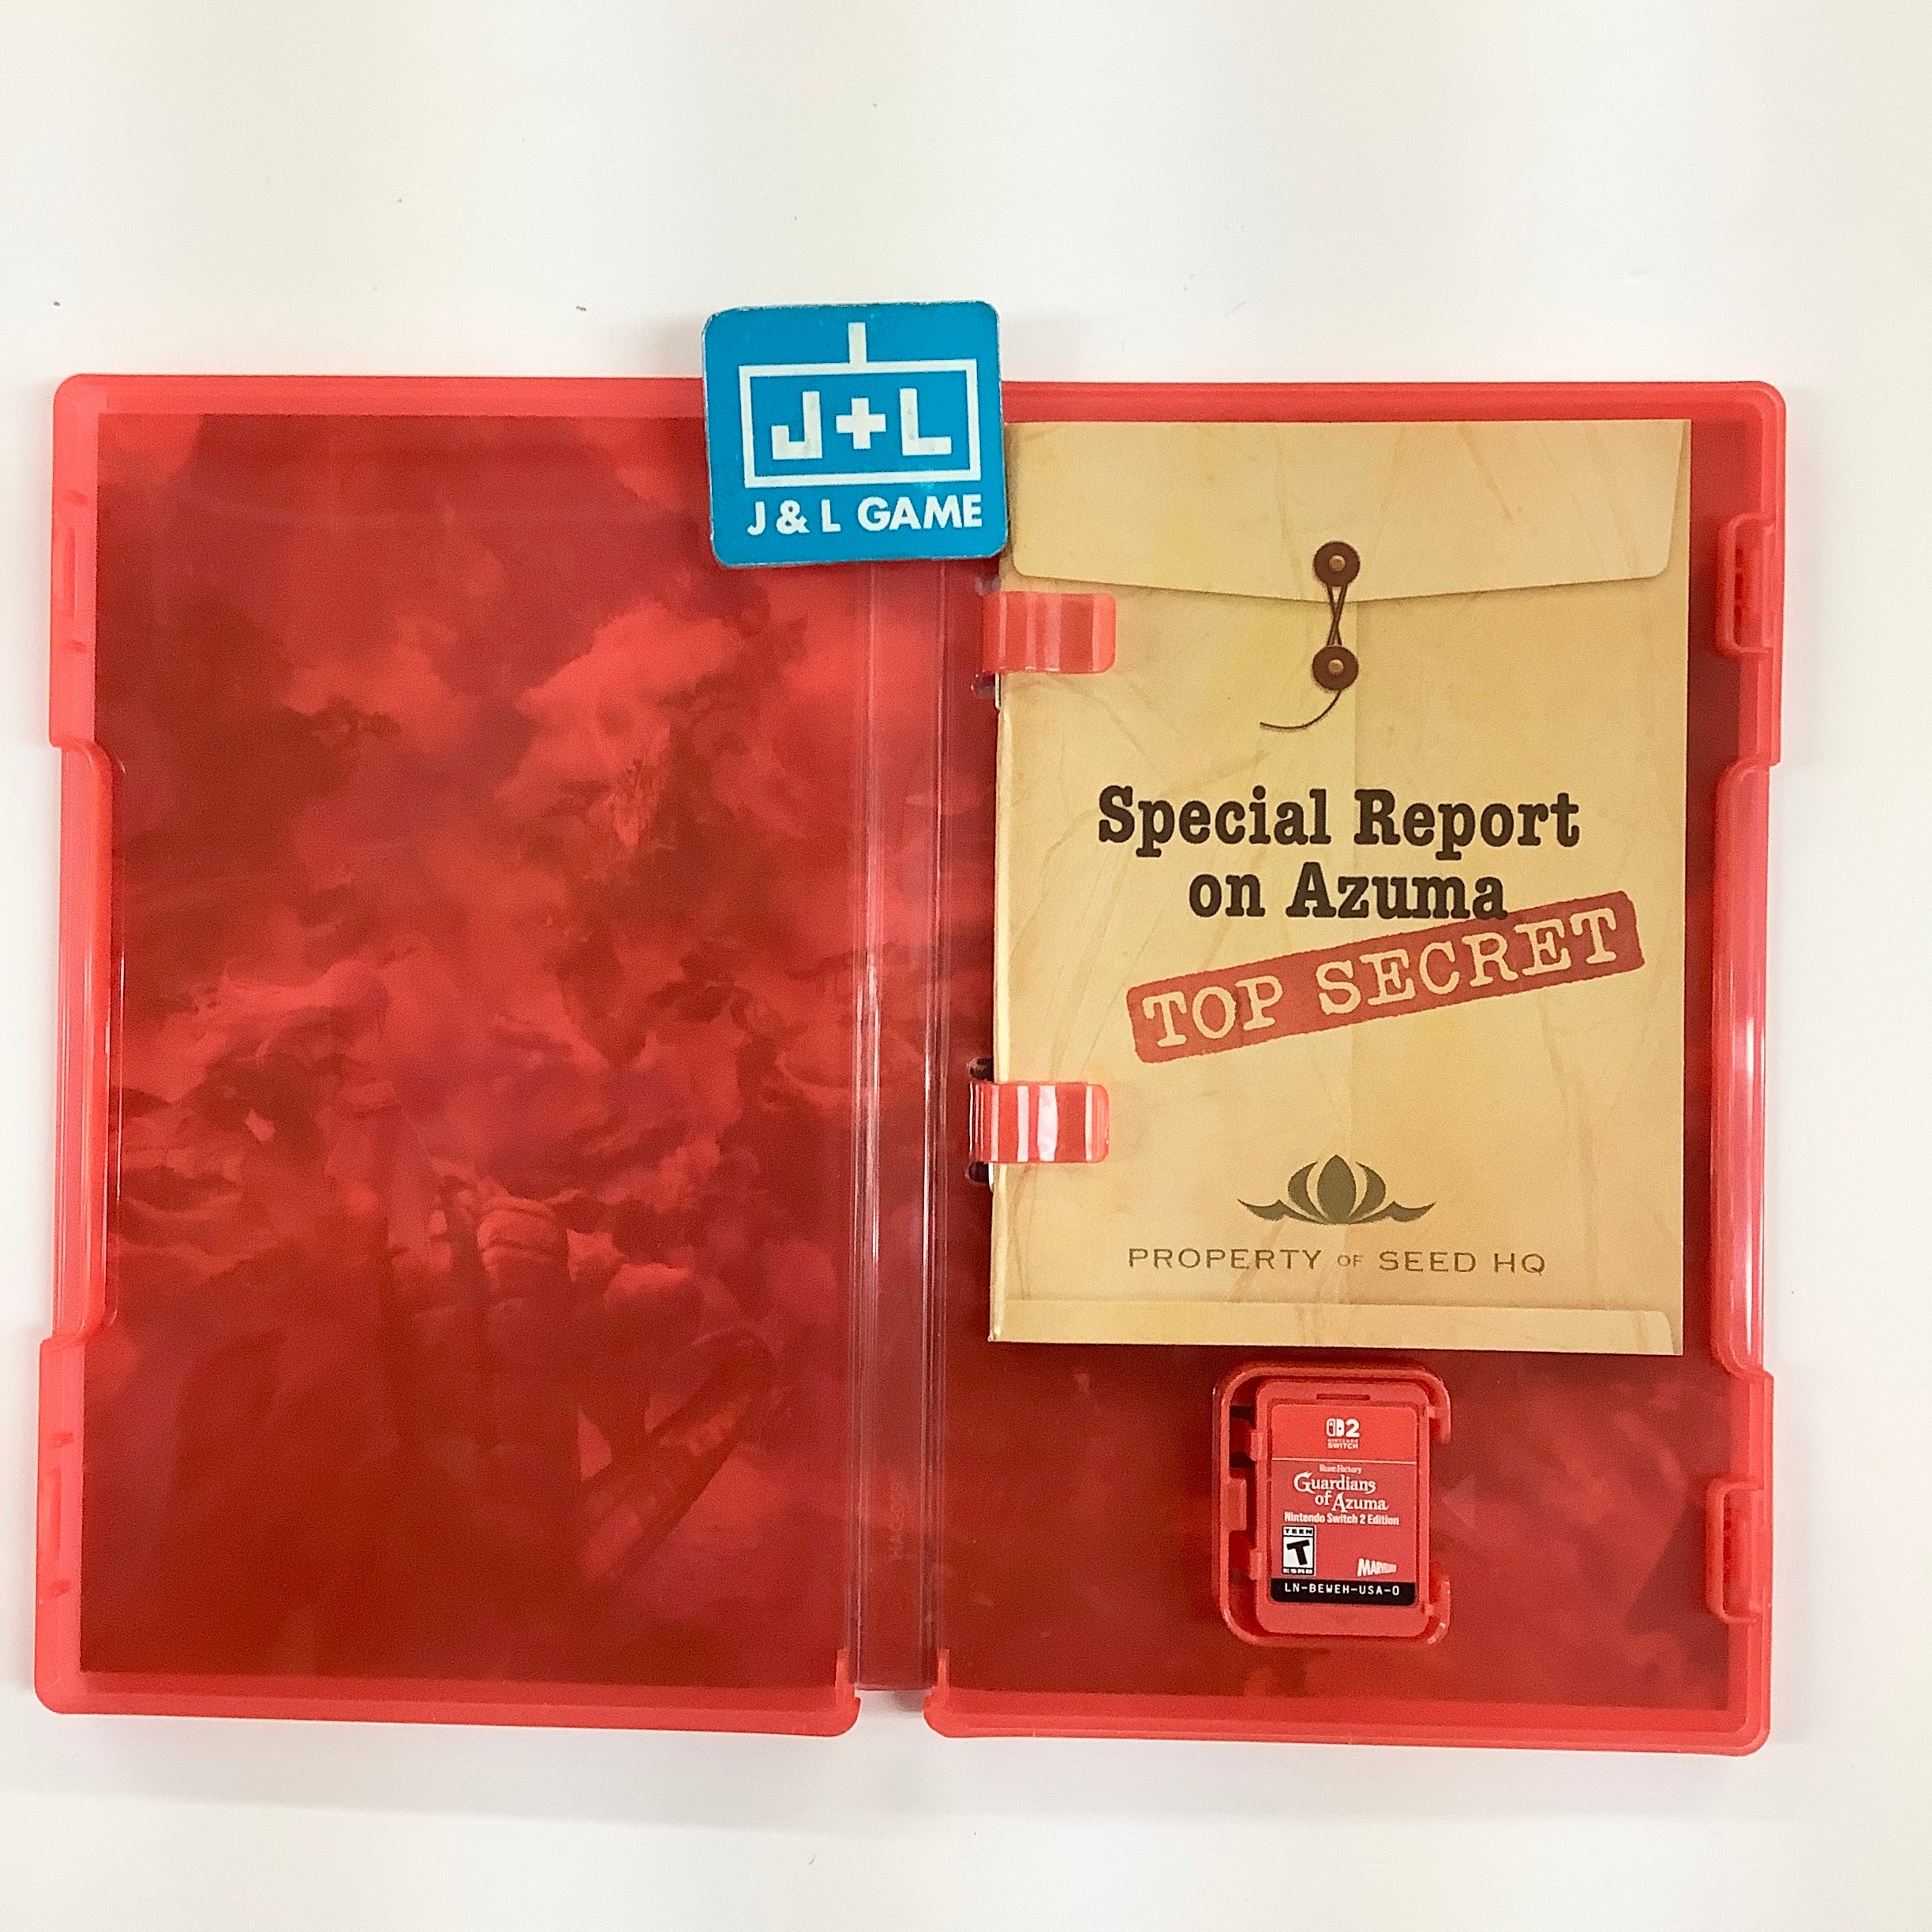 J+L
J & L GAME
Special Report
on Azuma
TOP SECRET
PROPERTY OF SEED HQ
2
NINTENDO
SWITCH
Rune Factory
Guardians
of Azuma
Nintendo Switch 2 Edition
TEEN
T
ESRB
LN-BEWEH-USA-0